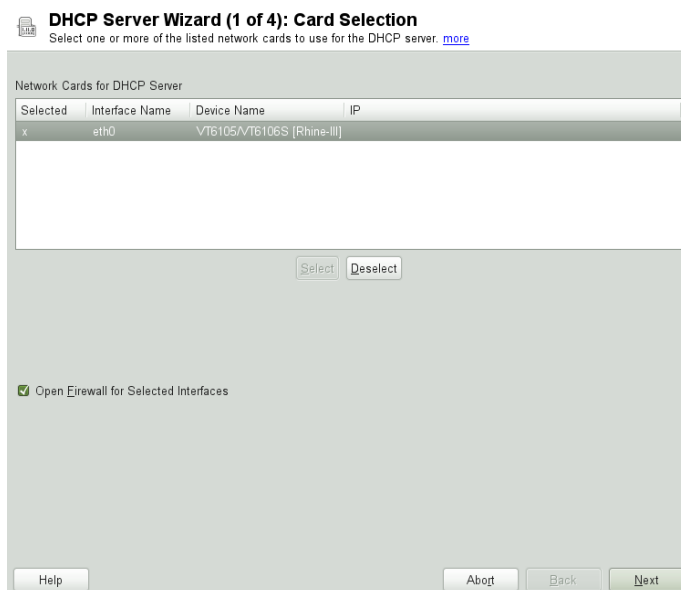 DHCP Server Wizard (1 of 4): Card Selection
Select one or more of the listed network cards to use for the DHCP server. more
Network Cards for DHCP Server
Selected Interface Name Device Name IP
x eth0 VT6105/VT6106S [Rhine-III]
Select Deselect
Open Firewall for Selected Interfaces
Help Abort Back Next